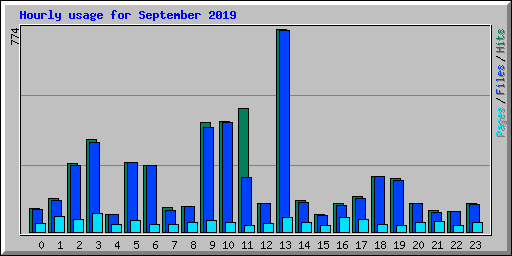 Hourly usage for September 2019
774
Pages/Files/Hits
0 1 2 3 4 5 6 7 8 9 10 11 12 13 14 15 16 17 18 19 20 21 22 23